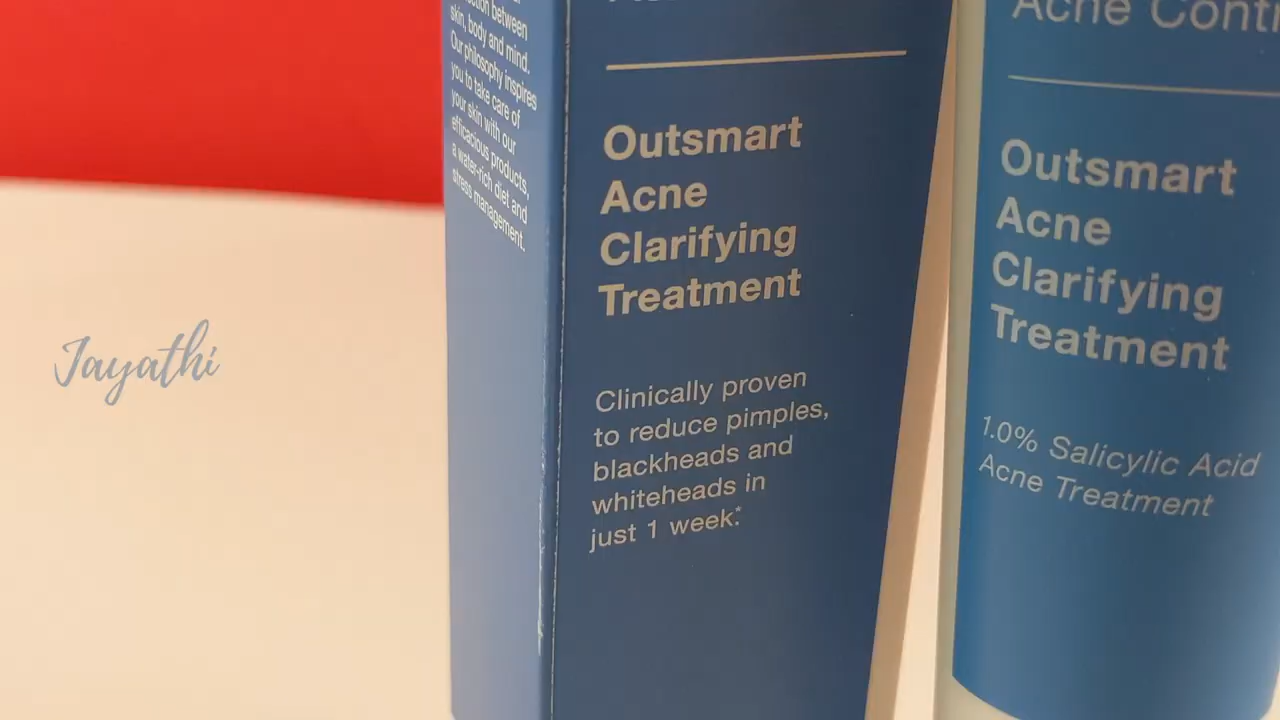 between
skin, body and mind.
Our philosophy inspires
you to take care of
your skin with our
efficacious products,
a water-rich diet and
stress management.
Outsmart
Acne
Clarifying
Treatment
Clinically proven
to reduce pimples,
blackheads and
whiteheads in
just 1 week.*
Acne
Outsmart
Acne
Clarifying
Treatment
1.0% Salicylic Acid
Acne Treatment
Jayathi